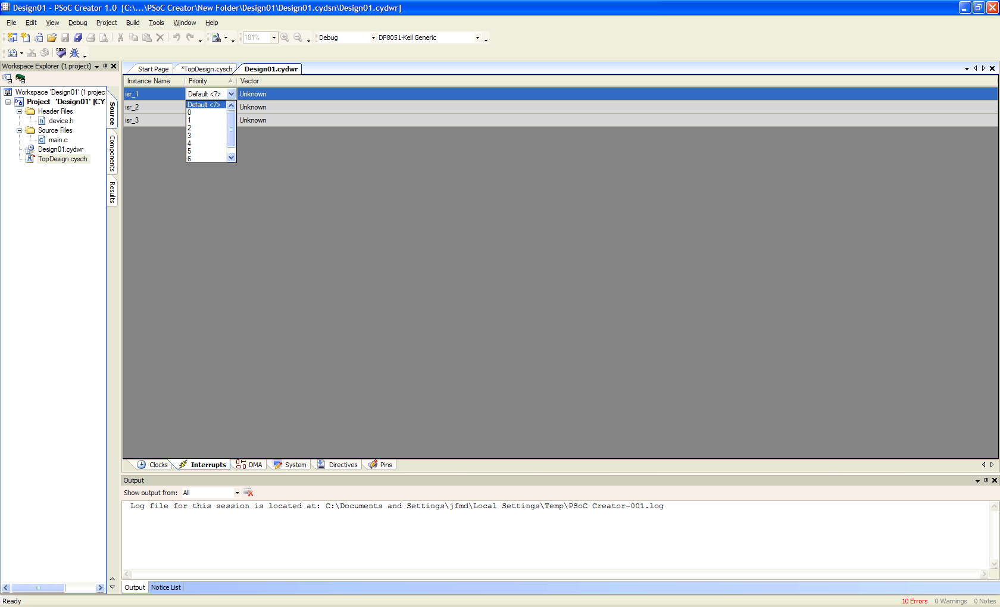 Design01 - PSoC Creator 1.0 [C:\...\PSoC Creator\New Folder\Design01\Design01.cydsn\Design01.cydwr]
File Edit View Debug Project Build Tools Window Help
181% Debug DP8051-Keil Generic
Workspace Explorer (1 project)
Start Page *TopDesign.cysch Design01.cydwr
Instance Name Priority Vector
Workspace 'Design01' (1 projec
isr_1 Default <7> Unknown
Project 'Design01' [CY
Default <7>
isr_2 Unknown
Header Files
0
device.h
1
isr_3 Unknown
Source Files
2
3
main.c
4
Design01.cydwr
5
TopDesign.cysch
6
Source
Components
Results
Clocks Interrupts DMA System Directives Pins
Output
Show output from: All
Log file for this session is located at: C:\Documents and Settings\jfmd\Local Settings\Temp\PSoC Creator-001.log
Output Notice List
Ready 10 Errors 0 Warnings 0 Notes